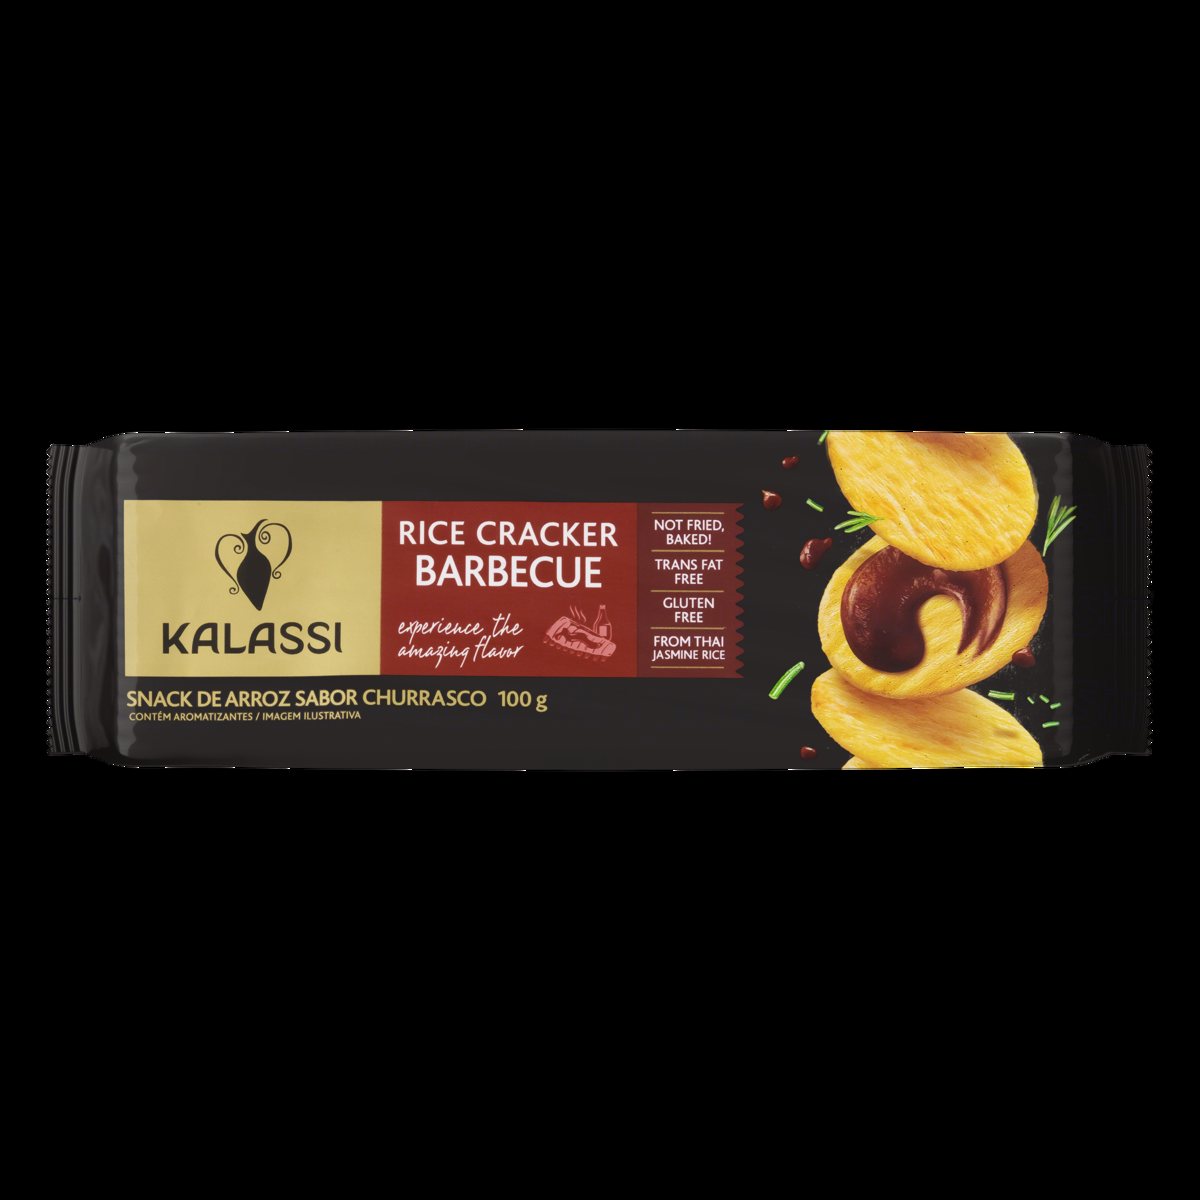 KALASSI
RICE CRACKER
BARBECUE
experience the
amazing flavor
NOT FRIED,
BAKED!
TRANS FAT
FREE
GLUTEN
FREE
FROM THAI
JASMINE RICE
SNACK DE ARROZ SABOR CHURRASCO 100 g
CONTÉM AROMATIZANTES / IMAGEM ILUSTRATIVA